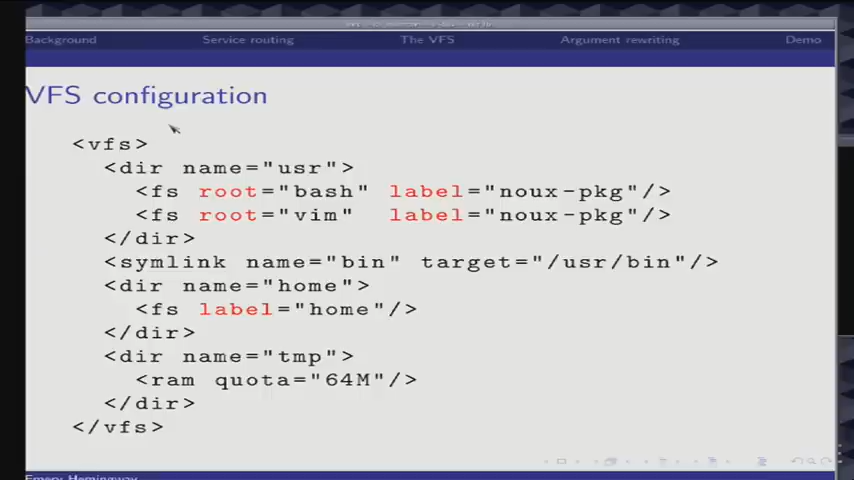 Background Service routing The VFS Argument rewriting Demo
VFS configuration
<vfs>
<dir name="usr">
<fs root="bash" label="noux-pkg"/>
<fs root="vim" label="noux-pkg"/>
</dir>
<symlink name="bin" target="/usr/bin"/>
<dir name="home">
<fs label="home"/>
</dir>
<dir name="tmp">
<ram quota="64M"/>
</dir>
</vfs>
Emery Hemingway